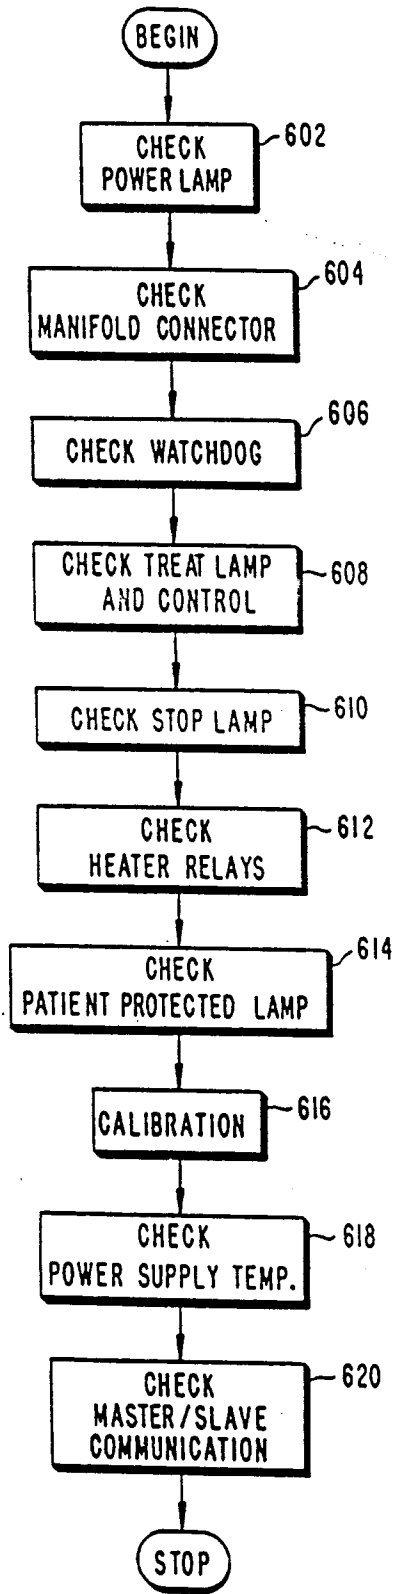 BEGIN
CHECK
POWER LAMP
602
CHECK
MANIFOLD CONNECTOR
604
CHECK WATCHDOG
606
CHECK TREAT LAMP
AND CONTROL
608
CHECK STOP LAMP
610
CHECK
HEATER RELAYS
612
CHECK
PATIENT PROTECTED LAMP
614
CALIBRATION
616
CHECK
POWER SUPPLY TEMP.
618
CHECK
MASTER/SLAVE
COMMUNICATION
620
STOP